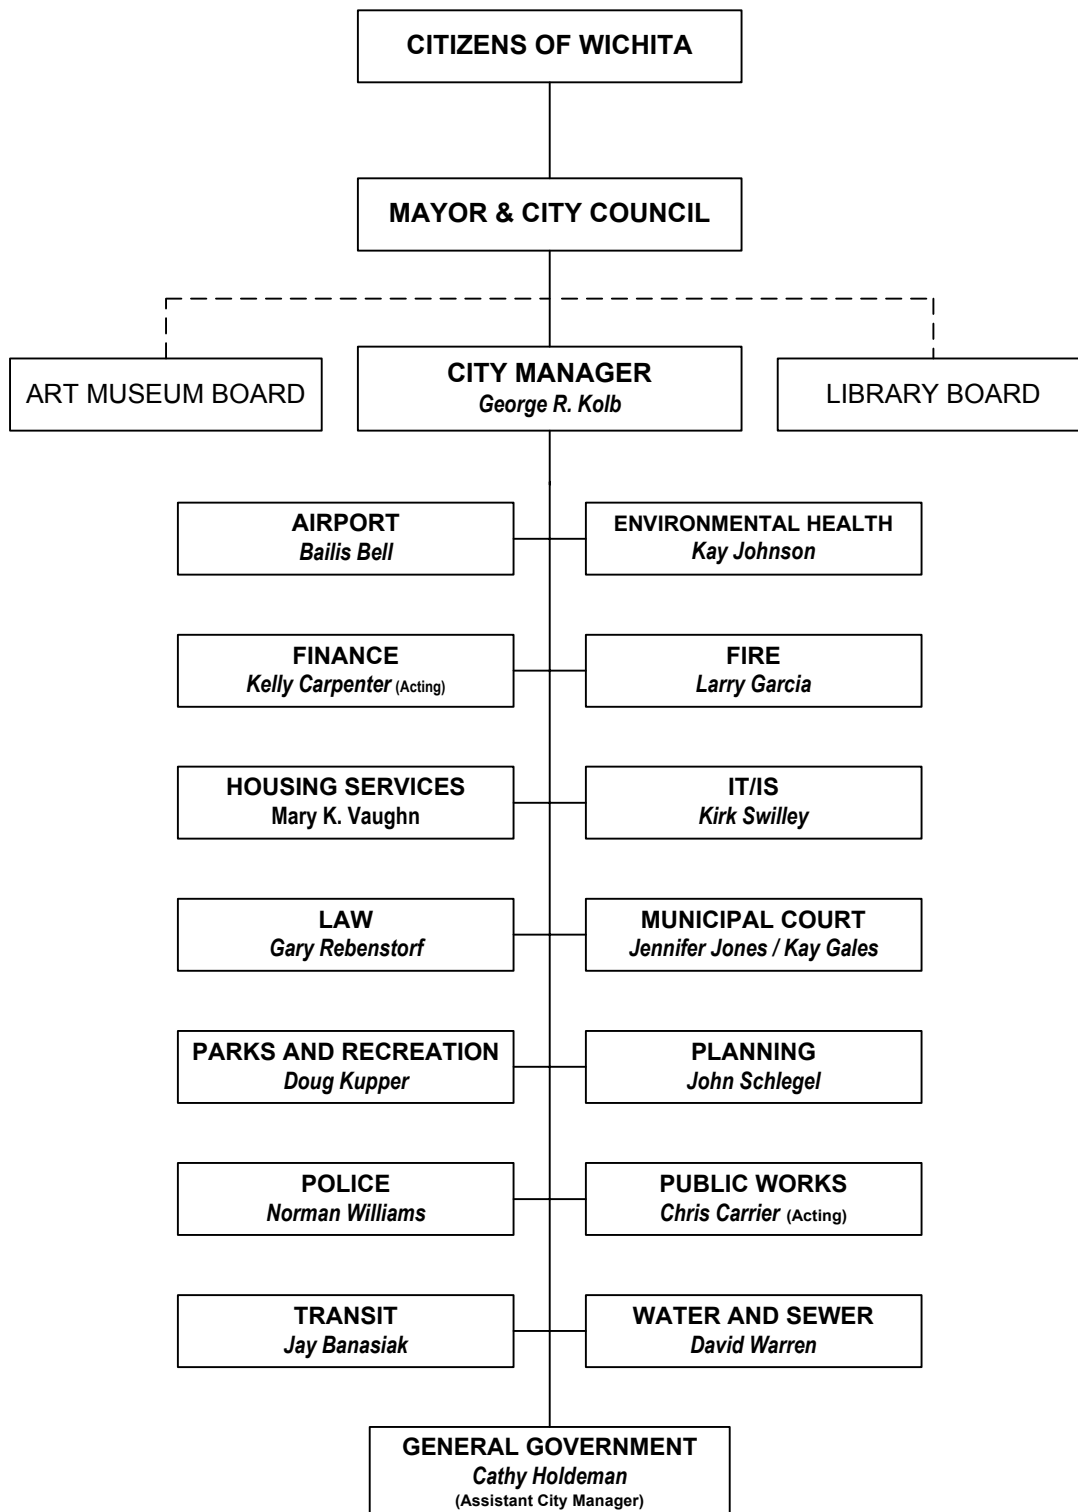 CITIZENS OF WICHITA
MAYOR & CITY COUNCIL
ART MUSEUM BOARD
CITY MANAGER
George R. Kolb
LIBRARY BOARD
AIRPORT
Bailis Bell
ENVIRONMENTAL HEALTH
Kay Johnson
FINANCE
Kelly Carpenter (Acting)
FIRE
Larry Garcia
HOUSING SERVICES
Mary K. Vaughn
IT/IS
Kirk Swilley
LAW
Gary Rebenstorf
MUNICIPAL COURT
Jennifer Jones / Kay Gales
PARKS AND RECREATION
Doug Kupper
PLANNING
John Schlegel
POLICE
Norman Williams
PUBLIC WORKS
Chris Carrier (Acting)
TRANSIT
Jay Banasiak
WATER AND SEWER
David Warren
GENERAL GOVERNMENT
Cathy Holdeman
(Assistant City Manager)